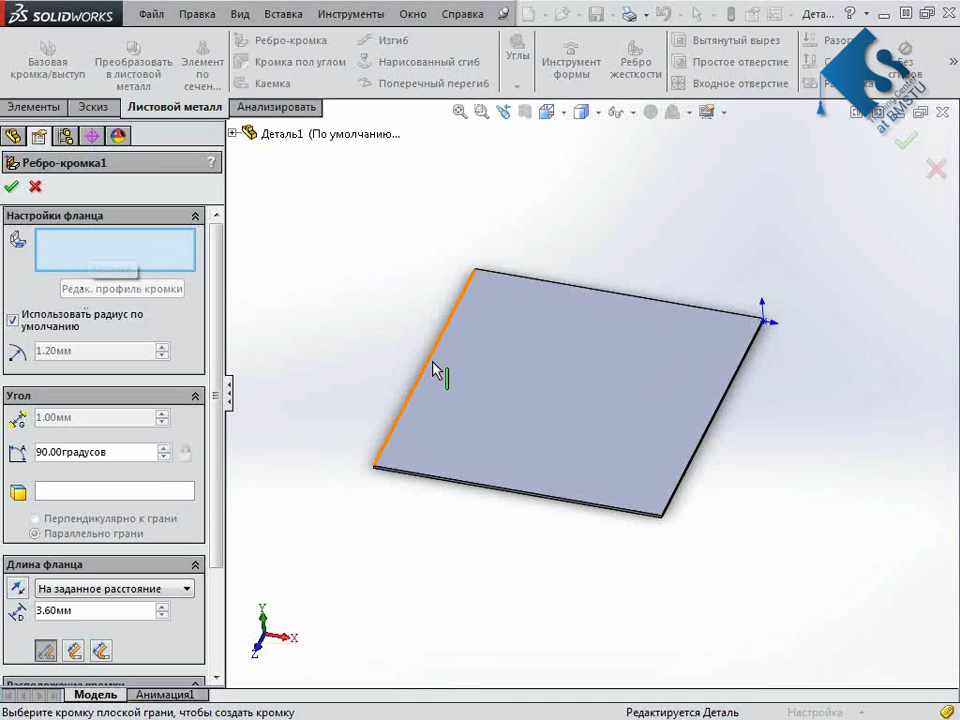 SOLIDWORKS Файл Правка Вид Вставка Инструменты Окно Справка Дета... ?
Базовая кромка/выступ
Преобразовать в листовой металл
Элемент по сечен...
Ребро-кромка
Кромка пол углом
Каемка
Изгиб
Нарисованный сгиб
Поперечный перегиб
Углы
Инструмент формы
Ребро жесткости
Вытянутый вырез
Простое отверстие
Входное отверстие
Training Center
at BMSTU
Элементы Эскиз Листовой металл Анализировать
Деталь1 (По умолчанию...
Ребро-кромка1 ?
Настройки фланца
Редак. профиль кромки
Использовать радиус по
умолчанию
1.20мм
Угол
1.00мм
90.00градусов
Перпендикулярно к грани
Параллельно грани
Длина фланца
На заданное расстояние
3.60мм
Y
X
Z
Модель Анимация1
Выберите кромку плоской грани, чтобы создать кромку Редактируется Деталь Настройка